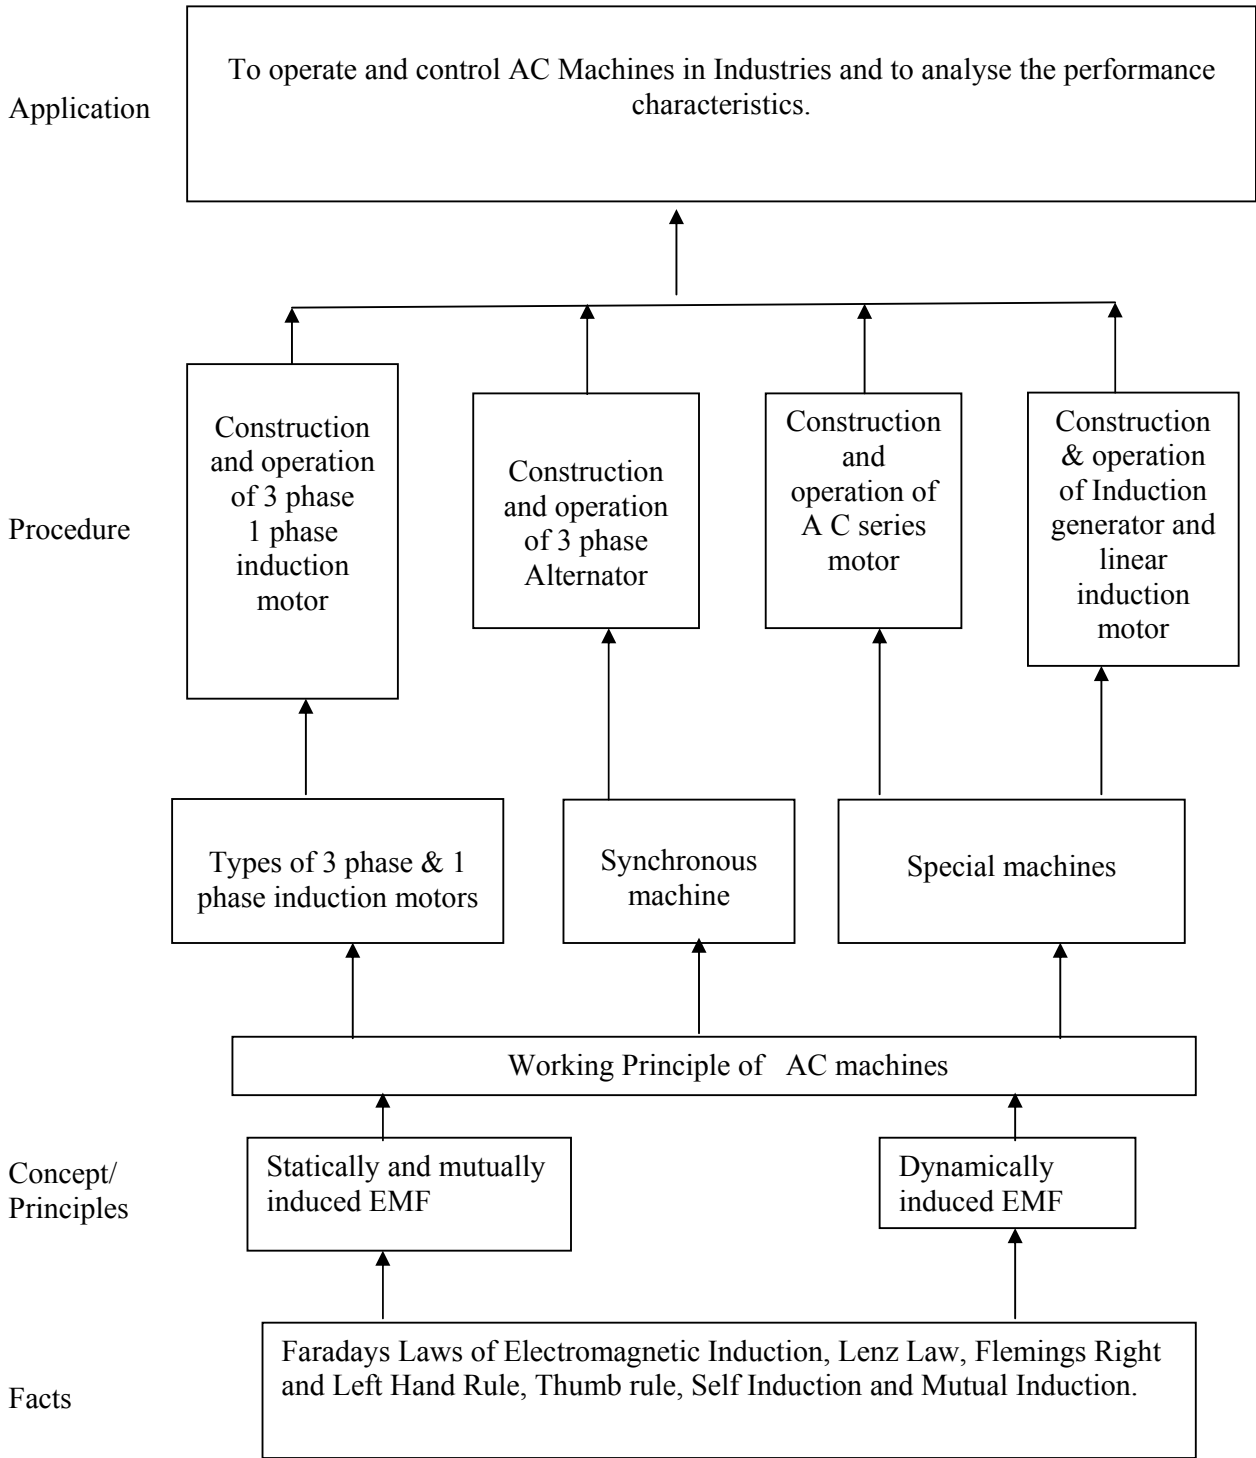 Application
To operate and control AC Machines in Industries and to analyse the performance
characteristics.
Procedure
Construction
and operation
of 3 phase
1 phase
induction
motor
Construction
and operation
of 3 phase
Alternator
Construction
and
operation of
A C series
motor
Construction
& operation
of Induction
generator and
linear
induction
motor
Types of 3 phase & 1
phase induction motors
Synchronous
machine
Special machines
Working Principle of AC machines
Concept/
Principles
Statically and mutually
induced EMF
Dynamically
induced EMF
Facts
Faradays Laws of Electromagnetic Induction, Lenz Law, Flemings Right
and Left Hand Rule, Thumb rule, Self Induction and Mutual Induction.